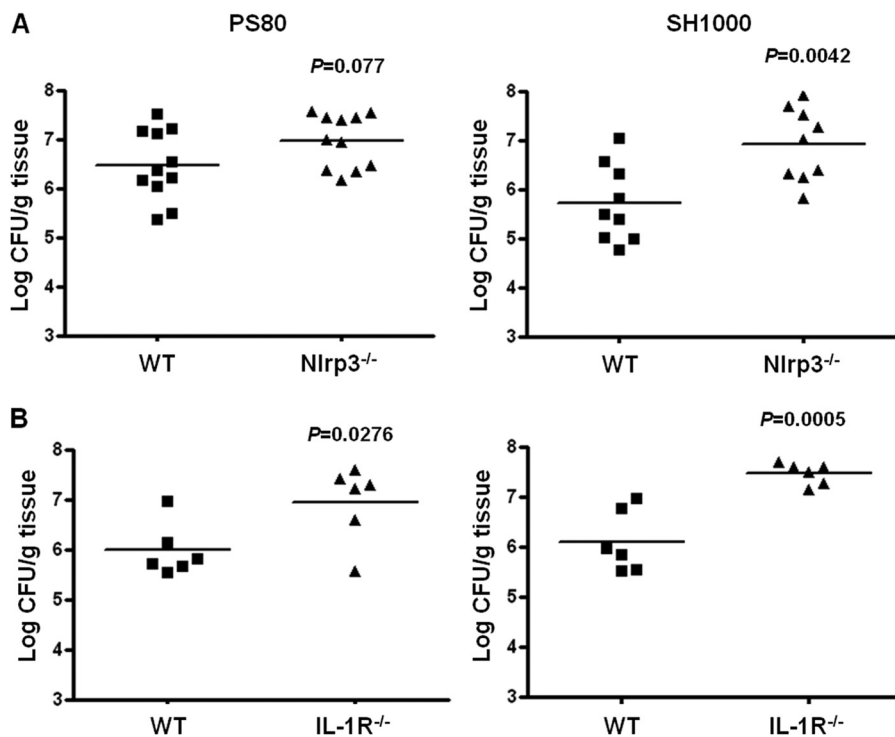 A
PS80
SH1000
P=0.077
P=0.0042
Log CFU/g tissue
8
7
6
5
4
3
WT
Nlrp3-/-
Log CFU/g tissue
8
7
6
5
4
3
WT
Nlrp3-/-
B
P=0.0276
P=0.0005
Log CFU/g tissue
8
7
6
5
4
3
WT
IL-1R-/-
Log CFU/g tissue
8
7
6
5
4
3
WT
IL-1R-/-